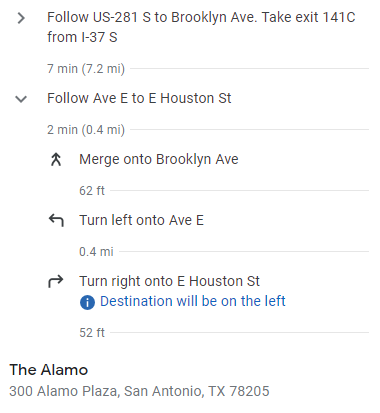 Follow US-281 S to Brooklyn Ave. Take exit 141C
from I-37 S
7 min (7.2 mi)
Follow Ave E to E Houston St
2 min (0.4 mi)
Merge onto Brooklyn Ave
62 ft
Turn left onto Ave E
0.4 mi
Turn right onto E Houston St
Destination will be on the left
52 ft
The Alamo
300 Alamo Plaza, San Antonio, TX 78205